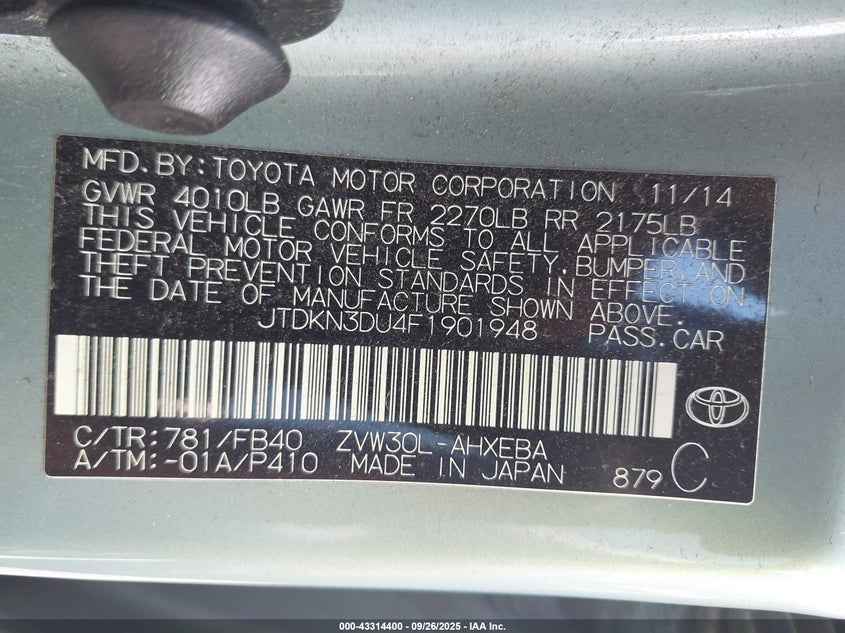 MFD.BY:TOYOTA MOTOR CORPORATION 11/14
GVWR 4010LB GAWR FR 2270LB RR 2175LB
THIS VEHICLE CONFORMS TO ALL APPLICABLE
FEDERAL MOTOR VEHICLE SAFETY,BUMPER,AND
THEFT PREVENTION STANDARDS IN EFFECT ON
THE DATE OF MANUFACTURE SHOWN ABOVE.
JTDKN3DU4F1901948 PASS.CAR
C/TR:781/FB40 ZVW30L-AHXEBA
A/TM:-01A/P410 MADE IN JAPAN 879 C
000-43314400 - 09/26/2025 - IAA Inc.